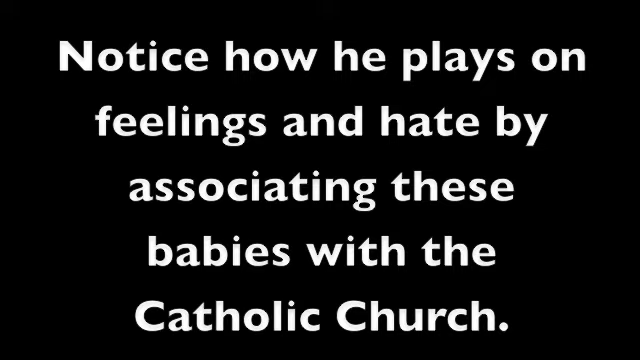 Notice how he plays on
feelings and hate by
associating these
babies with the
Catholic Church.